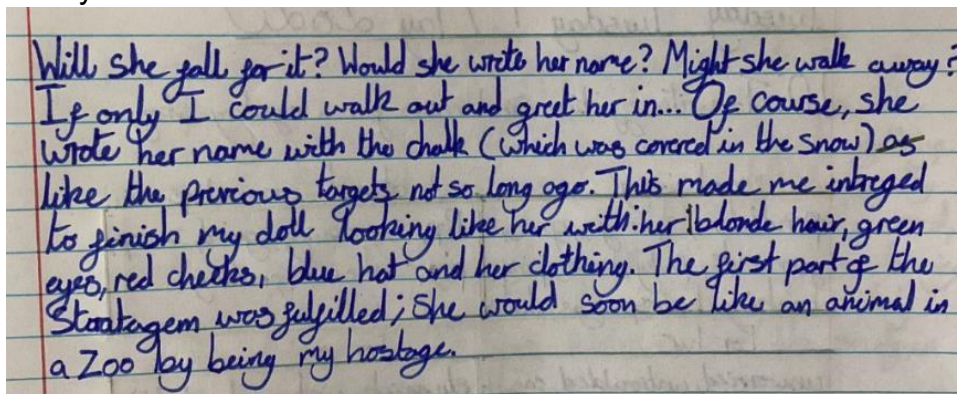 Will she fall for it? Would she wrote her name? Might she walk away?
If only I could walk out and greet her in... Of course, she
wrote her name with the chalk (which was covered in the snow) as
like the previous targets not so long ago. This made me intreged
to finish my doll looking like her with: her blonde hair, green
eyes, red cheeks, blue hat and her clothing. The first part of the
Stratagem was fulfilled; She would soon be like an animal in
a Zoo by being my hostage.